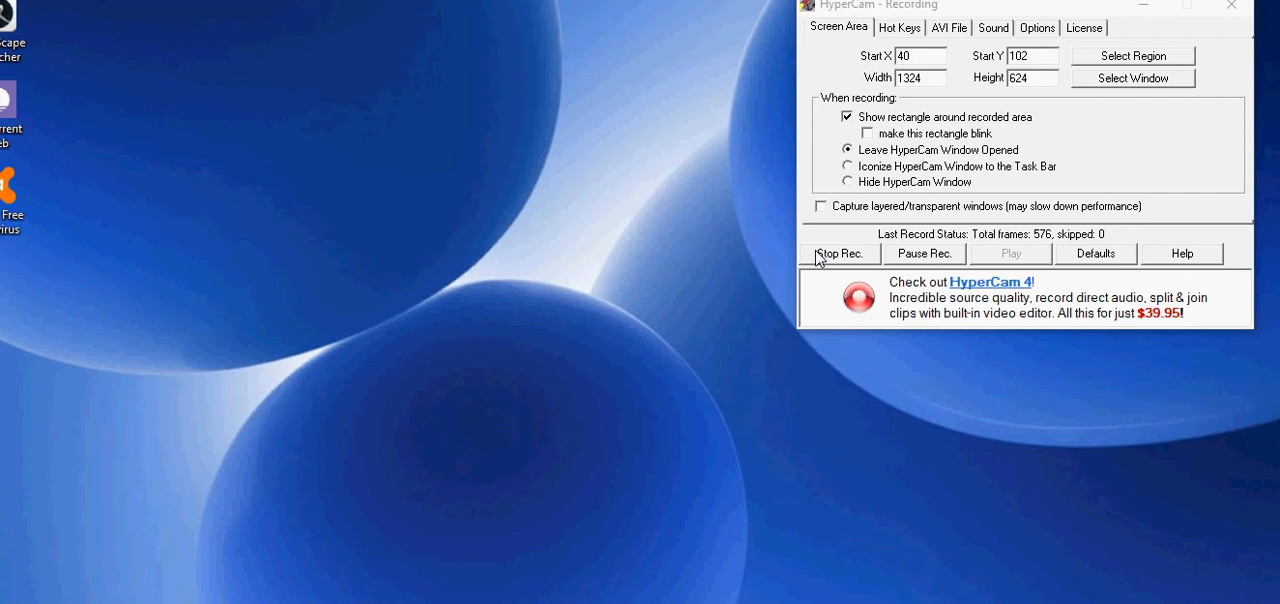 HyperCam - Recording
Screen Area Hot Keys AVI File Sound Options License
Start X 40 Start Y 102 Select Region
Width 1324 Height 624 Select Window
When recording:
Show rectangle around recorded area
make this rectangle blink
Leave HyperCam Window Opened
Iconize HyperCam Window to the Task Bar
Hide HyperCam Window
Capture layered/transparent windows (may slow down performance)
Last Record Status: Total frames: 576, skipped: 0
Stop Rec. Pause Rec. Play Defaults Help
Check out HyperCam 4!
Incredible source quality, record direct audio, split & join
clips with built-in video editor. All this for just $39.95!
cape
cher
rrent
eb
Free
virus